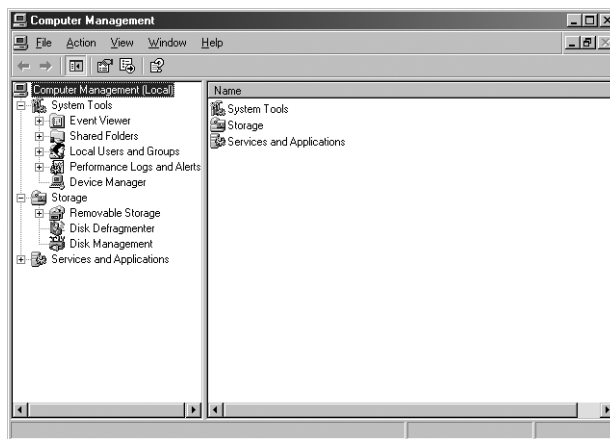 Computer Management
File Action View Window Help
Computer Management (Local)
System Tools
Event Viewer
Shared Folders
Local Users and Groups
Performance Logs and Alerts
Device Manager
Storage
Removable Storage
Disk Defragmenter
Disk Management
Services and Applications
Name
System Tools
Storage
Services and Applications